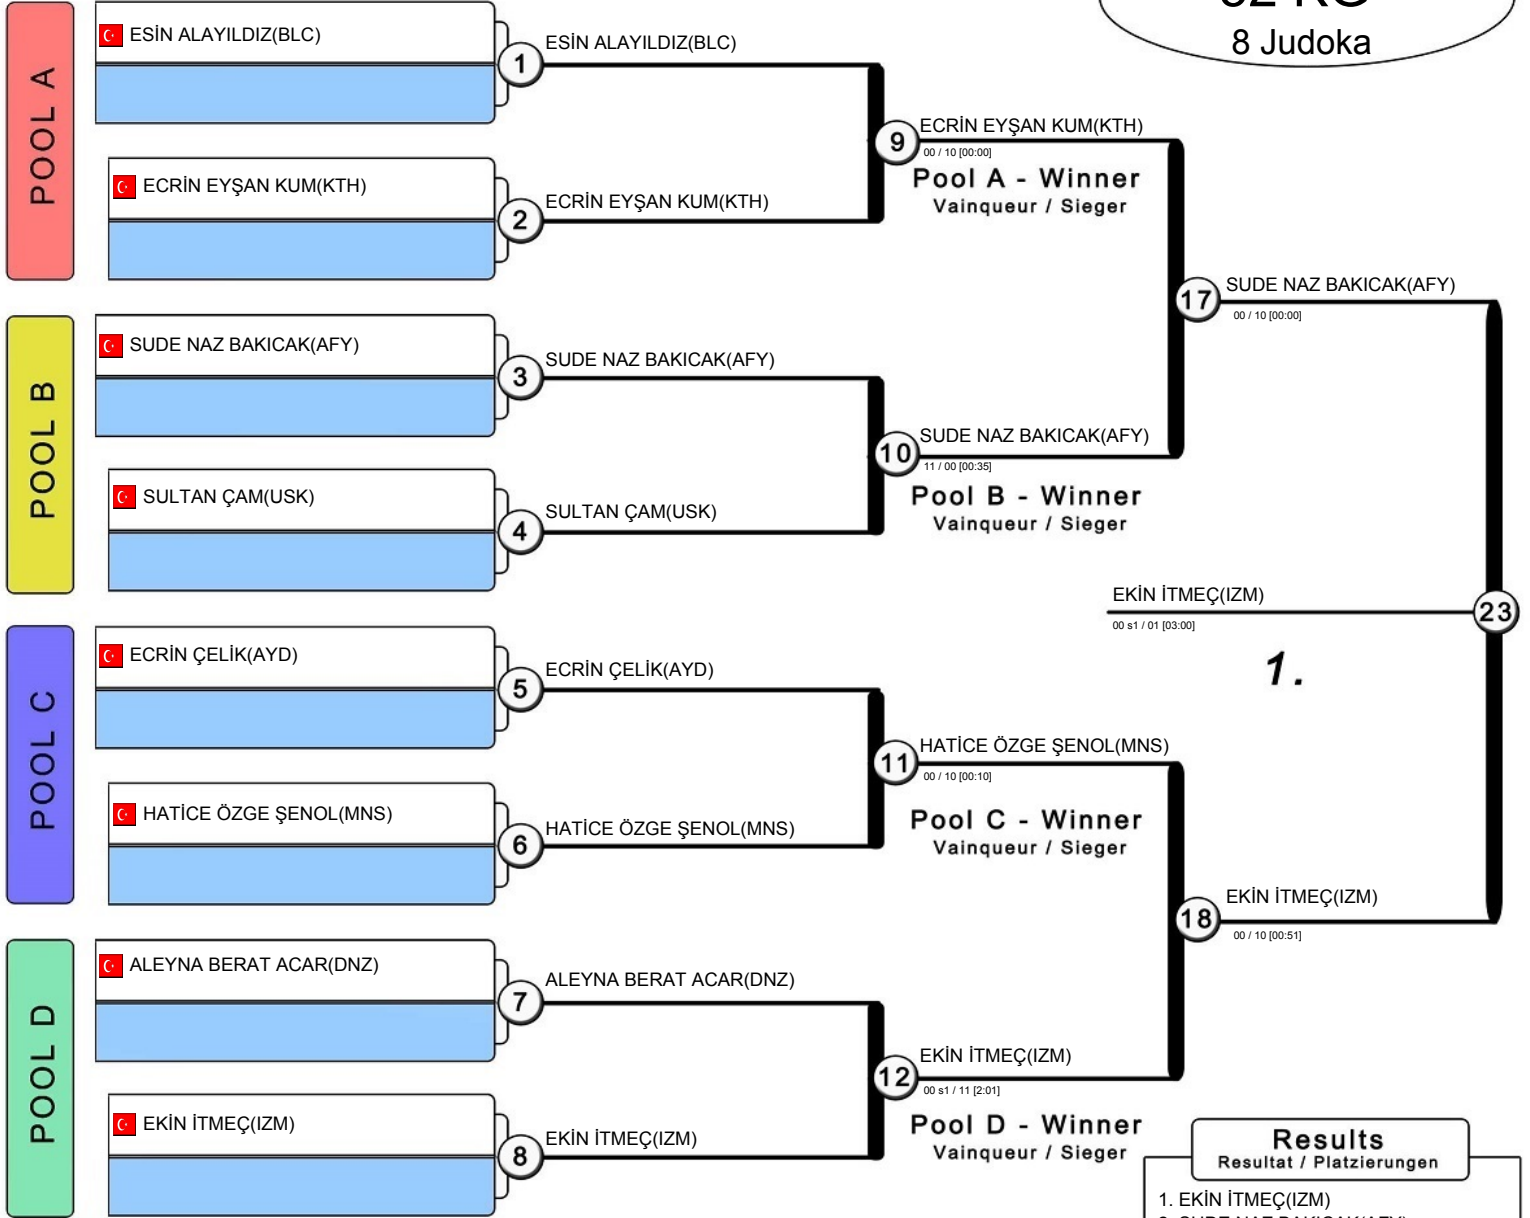 8 Judoka
POOL A
ESİN ALAYILDIZ(BLC)
1
ESİN ALAYILDIZ(BLC)
ECRİN EYŞAN KUM(KTH)
2
ECRİN EYŞAN KUM(KTH)
9
ECRİN EYŞAN KUM(KTH)
00 / 10 [00:00]
Pool A - Winner
Vainqueur / Sieger
17
SUDE NAZ BAKICAK(AFY)
00 / 10 [00:00]
POOL B
SUDE NAZ BAKICAK(AFY)
3
SUDE NAZ BAKICAK(AFY)
SULTAN ÇAM(USK)
4
SULTAN ÇAM(USK)
10
SUDE NAZ BAKICAK(AFY)
11 / 00 [00:35]
Pool B - Winner
Vainqueur / Sieger
EKİN İTMEÇ(IZM)
23
00 s1 / 01 [03:00]
1.
POOL C
ECRİN ÇELİK(AYD)
5
ECRİN ÇELİK(AYD)
HATİCE ÖZGE ŞENOL(MNS)
6
HATİCE ÖZGE ŞENOL(MNS)
11
HATİCE ÖZGE ŞENOL(MNS)
00 / 10 [00:10]
Pool C - Winner
Vainqueur / Sieger
18
EKİN İTMEÇ(IZM)
00 / 10 [00:51]
POOL D
ALEYNA BERAT ACAR(DNZ)
7
ALEYNA BERAT ACAR(DNZ)
EKİN İTMEÇ(IZM)
8
EKİN İTMEÇ(IZM)
12
EKİN İTMEÇ(IZM)
00 s1 / 11 [2:01]
Pool D - Winner
Vainqueur / Sieger
Results
Resultat / Platzierungen
1. EKİN İTMEÇ(IZM)